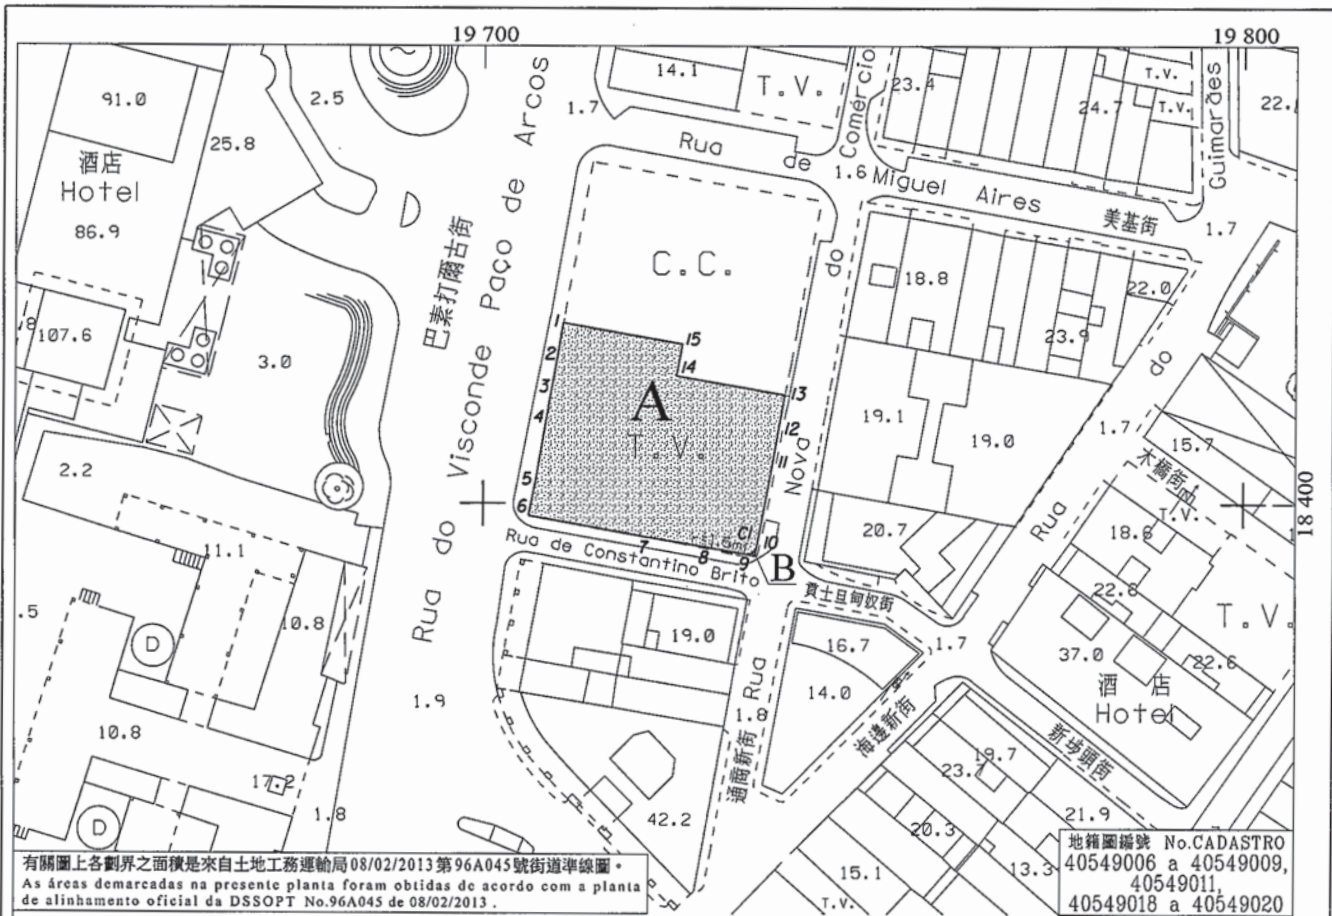 19 700
19 800
91.0
25.8
2.5
酒店
Hotel
86.9
107.6
3.0
2.2
11.1
10.8
D
.5
10.8
D
17.2
1.8
1.9
巴素打爾古街
Rua do Visconde Paço de Arcos
1.7
14.1
T.V.
Rua de Miguel Aires
美基街
1.6
23.4
24.7
T.V.
T.V.
Guimarães
1.7
C.C.
1
2
3
4
5
6
7
8
9
10
11
12
13
14
15
A
T.V.
C1
B
Rua Nova do Comércio
通商新街
Rua de Constantino Brito
貢士旦甸奴街
18.8
22.0
23.9
19.1
19.0
20.7
Rua do
1.7
15.7
木橋街
T.V.
18.6
22.8
T.V.
22.6
37.0
酒店
Hotel
18 400
19.0
16.7
14.0
1.7
1.8
海邊新街
新埗頭街
42.2
19.7
20.3
21.9
15.1
13.3
T.V.
有關圖上各劃界之面積是來自土地工務運輸局08/02/2013第96A045號街道準線圖。
As áreas demarcadas na presente planta foram obtidas de acordo com a planta
de alinhamento oficial da DSSOPT No.96A045 de 08/02/2013.
地籍圖編號 No.CADASTRO
40549006 a 40549009,
40549011,
40549018 a 40549020